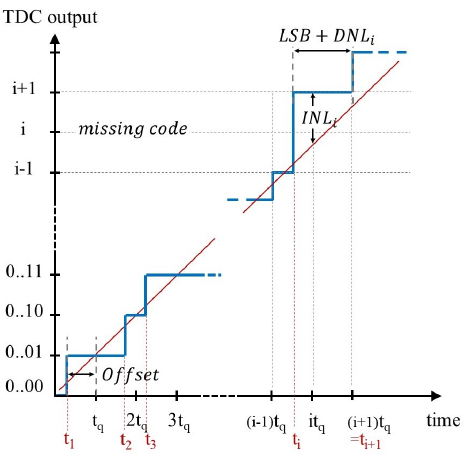 TDC output
LSB + DNL_i
i+1
INL_i
i
missing code
i-1
0..11
0..10
0..01
Offset
0..00
t_q 2t_q 3t_q (i-1)t_q it_q (i+1)t_q time
t_1 t_2 t_3 t_i =t_{i+1}